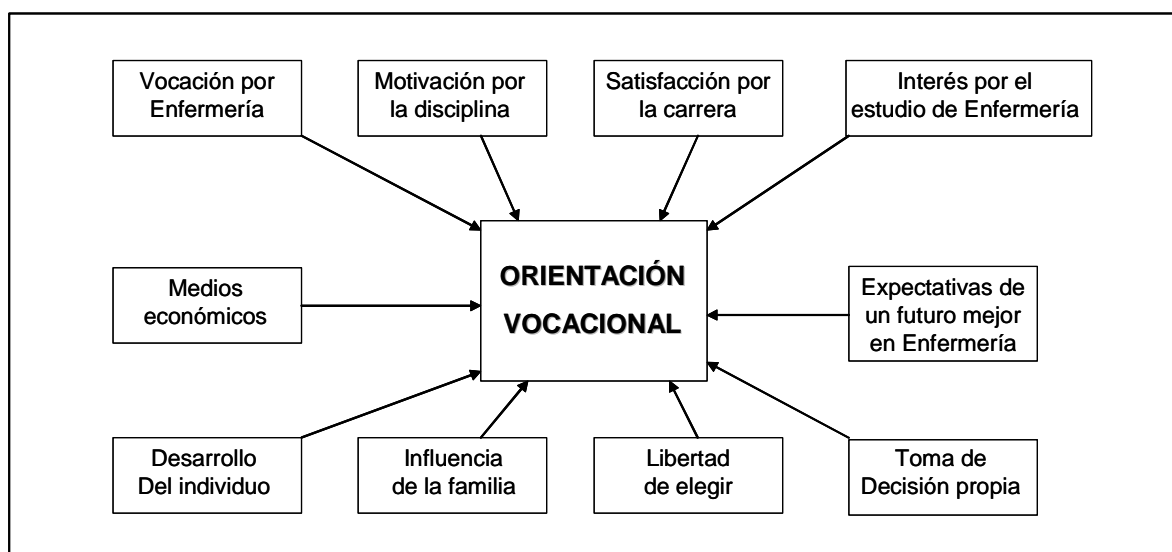 Vocación por
Enfermería
Motivación por
la disciplina
Satisfacción por
la carrera
Interés por el
estudio de Enfermería
Medios
económicos
ORIENTACIÓN
VOCACIONAL
Expectativas de
un futuro mejor
en Enfermería
Desarrollo
Del individuo
Influencia
de la familia
Libertad
de elegir
Toma de
Decisión propia